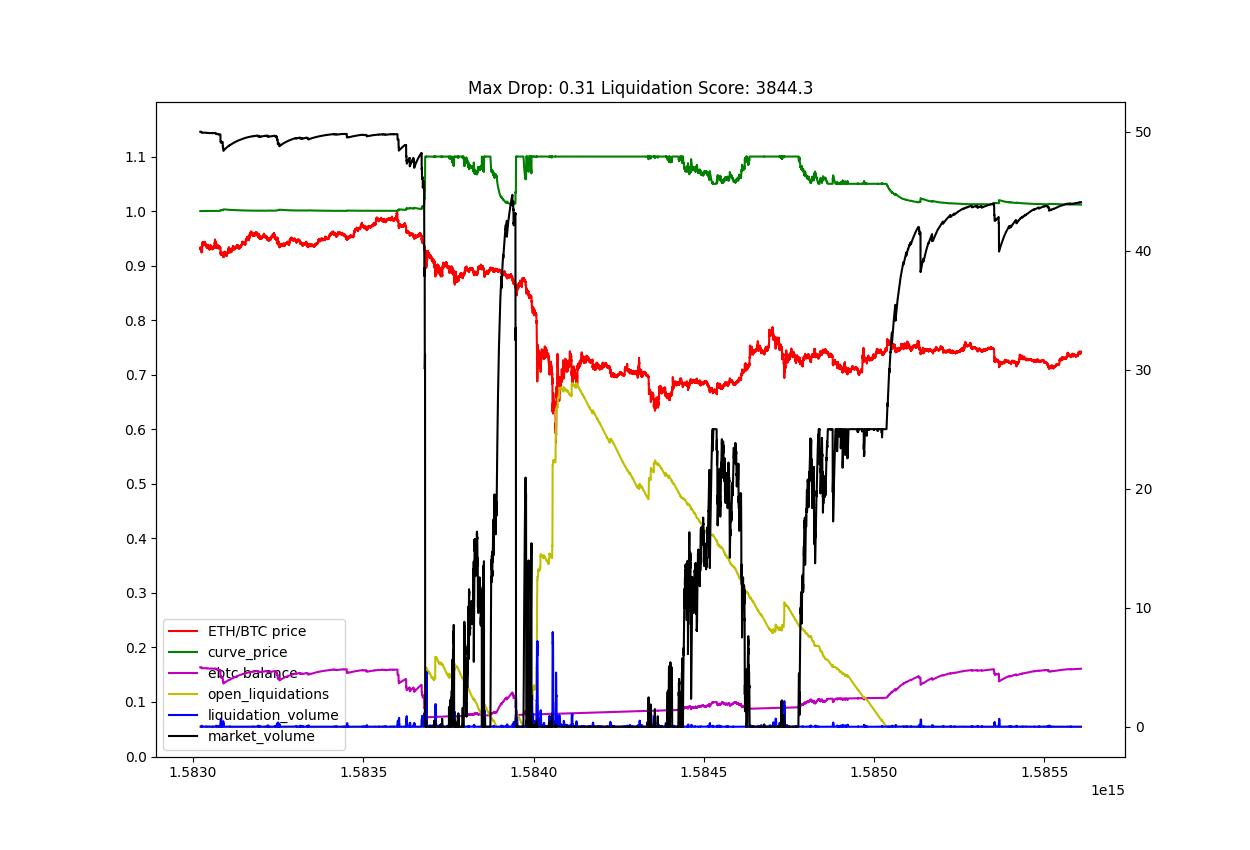 Max Drop: 0.31 Liquidation Score: 3844.3
1.1
1.0
0.9
0.8
0.7
0.6
0.5
0.4
0.3
0.2
0.1
0.0
50
40
30
20
10
0
ETH/BTC price
curve_price
ebtc balance
open_liquidations
liquidation_volume
market_volume
1.5830 1.5835 1.5840 1.5845 1.5850 1.5855
1e15